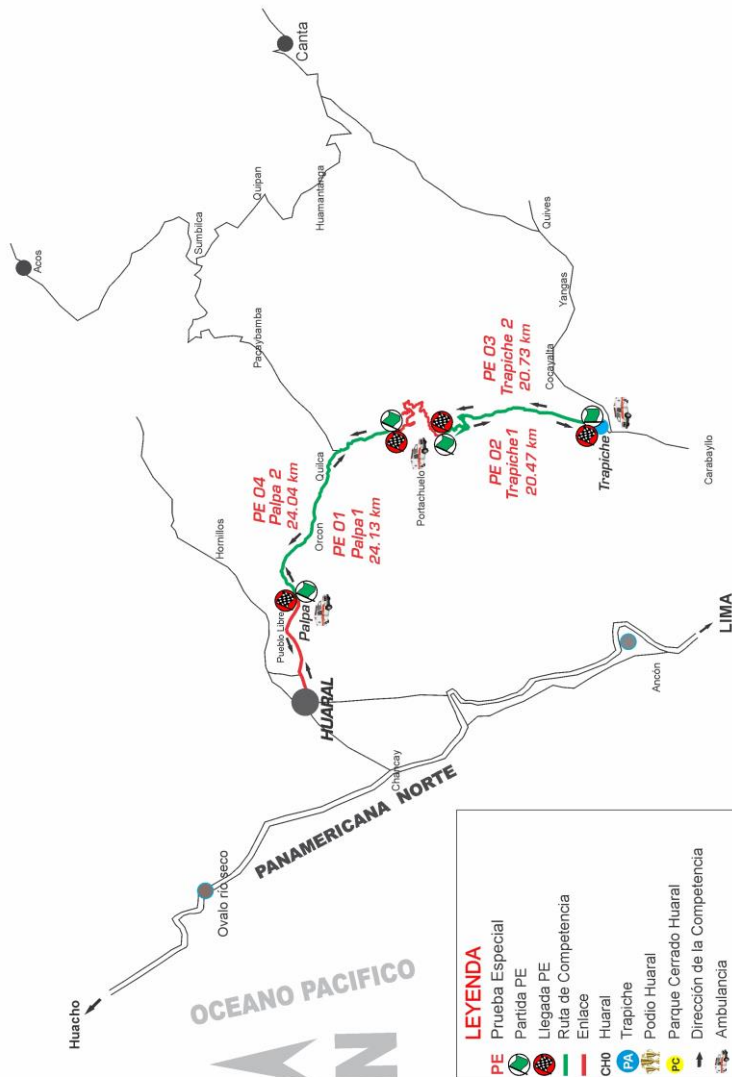 Huacho
Ovalo rio seco
PANAMERICANA NORTE
OCEANO PACIFICO
N
Chancay
HUARAL
Pueblo Libre
Palpa
Hornillos
Orcon
Quilca
PE 04
Palpa 2
24.04 km
PE 01
Palpa1
24.13 km
Acos
Sumbilca
Quipan
Huamantanga
Canta
Pacaybamba
Portachuelo
PE 03
Trapiche 2
20.73 km
PE 02
Trapiche1
20.47 km
Cocayalta
Yangas
Quives
Trapiche
Carabayllo
Ancón
LIMA
LEYENDA
PE Prueba Especial
Partida PE
Llegada PE
Ruta de Competencia
Enlace
CH0 Huaral
PA Trapiche
Podio Huaral
PC Parque Cerrado Huaral
Dirección de la Competencia
Ambulancia